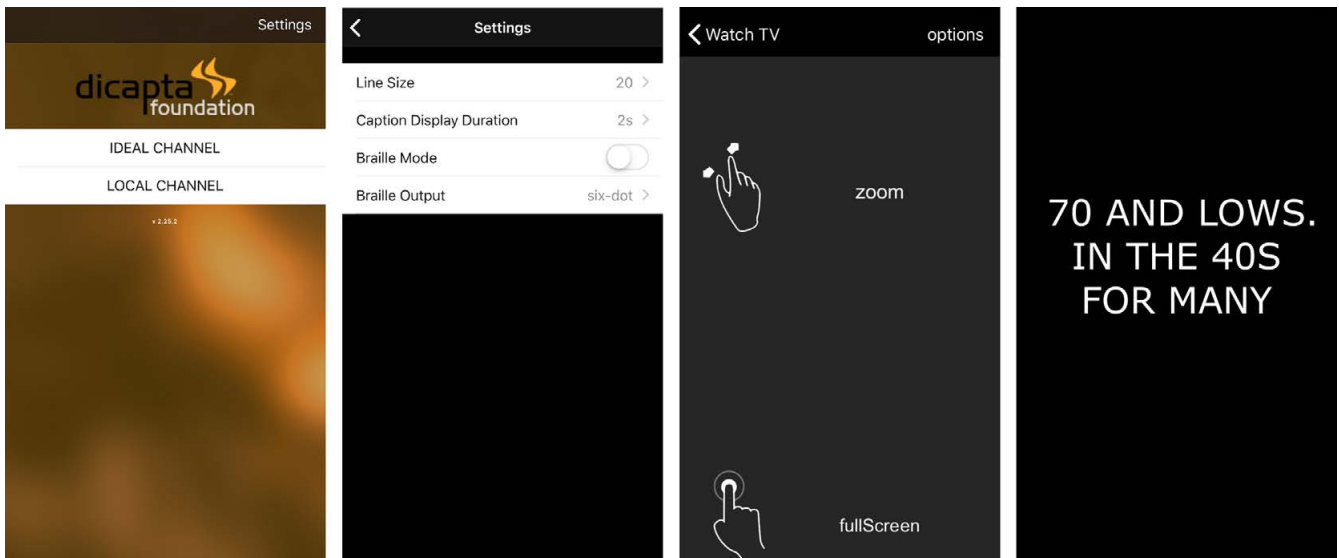 Settings
dicapta
foundation
IDEAL CHANNEL
LOCAL CHANNEL
v 2.25.2
Settings
Line Size 20
Caption Display Duration 2s
Braille Mode
Braille Output six-dot
Watch TV options
zoom
fullScreen
70 AND LOWS.
IN THE 40S
FOR MANY